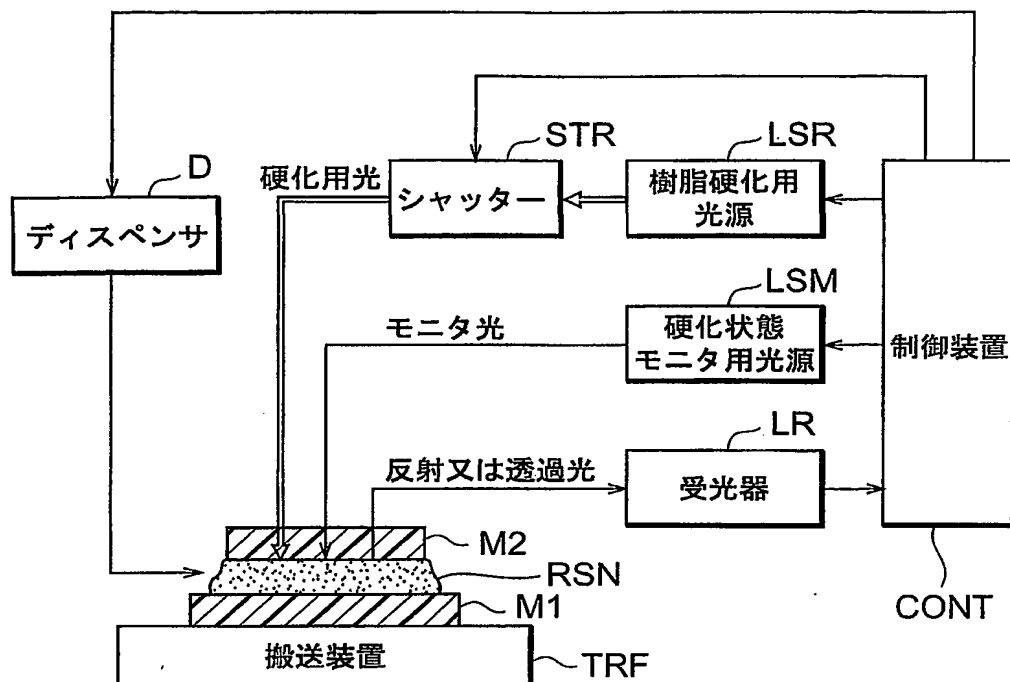 STR
LSR
D
硬化用光
シャッター
樹脂硬化用
光源
ディスペンサ
LSM
モニタ光
硬化状態
モニタ用光源
制御装置
LR
反射又は透過光
受光器
M2
RSN
M1
CONT
搬送装置
TRF